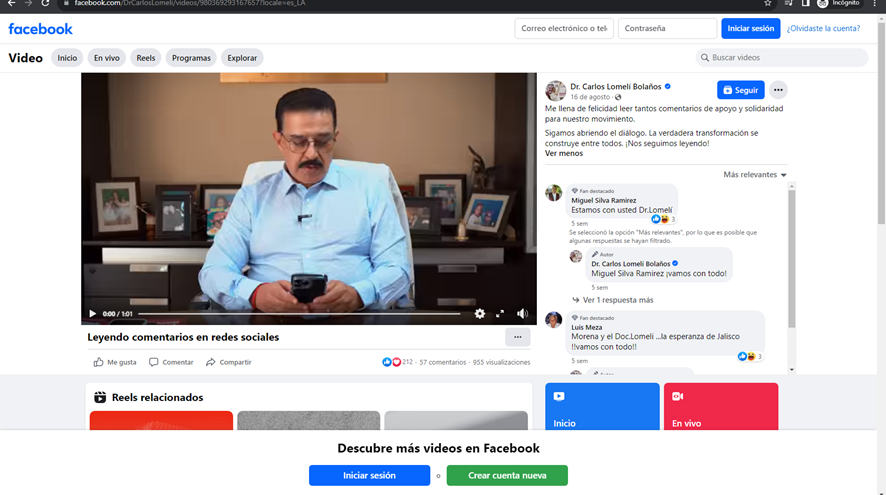 facebook.com/DrCarlosLomeli/videos/980369293167657/?locale=es_LA
Incógnito
facebook
Correo electrónico o telé
Contraseña
Iniciar sesión
¿Olvidaste la cuenta?
Video
Inicio
En vivo
Reels
Programas
Explorar
Buscar videos
0:00 / 1:01
Dr. Carlos Lomelí Bolaños
16 de agosto ·
Seguir
Me llena de felicidad leer tantos comentarios de apoyo y solidaridad
para nuestro movimiento.
Sigamos abriendo el diálogo. La verdadera transformación se
construye entre todos. ¡Nos seguimos leyendo!
Ver menos
Más relevantes
Fan destacado
Miguel Silva Ramirez
Estamos con usted Dr.Lomelí
3
5 sem
Se seleccionó la opción "Más relevantes", por lo que es posible que
algunas respuestas se hayan filtrado.
Autor
Dr. Carlos Lomelí Bolaños
Miguel Silva Ramirez ¡vamos con todo!
5 sem
Ver 1 respuesta más
Fan destacado
Luis Meza
Morena y el Doc.Lomeli ...la esperanza de Jalisco
!!vamos con todo!!
3
5 sem
Autor
Leyendo comentarios en redes sociales
Me gusta
Comentar
Compartir
212 · 57 comentarios · 955 visualizaciones
Reels relacionados
Inicio
En vivo
Descubre más videos en Facebook
Iniciar sesión
o
Crear cuenta nueva